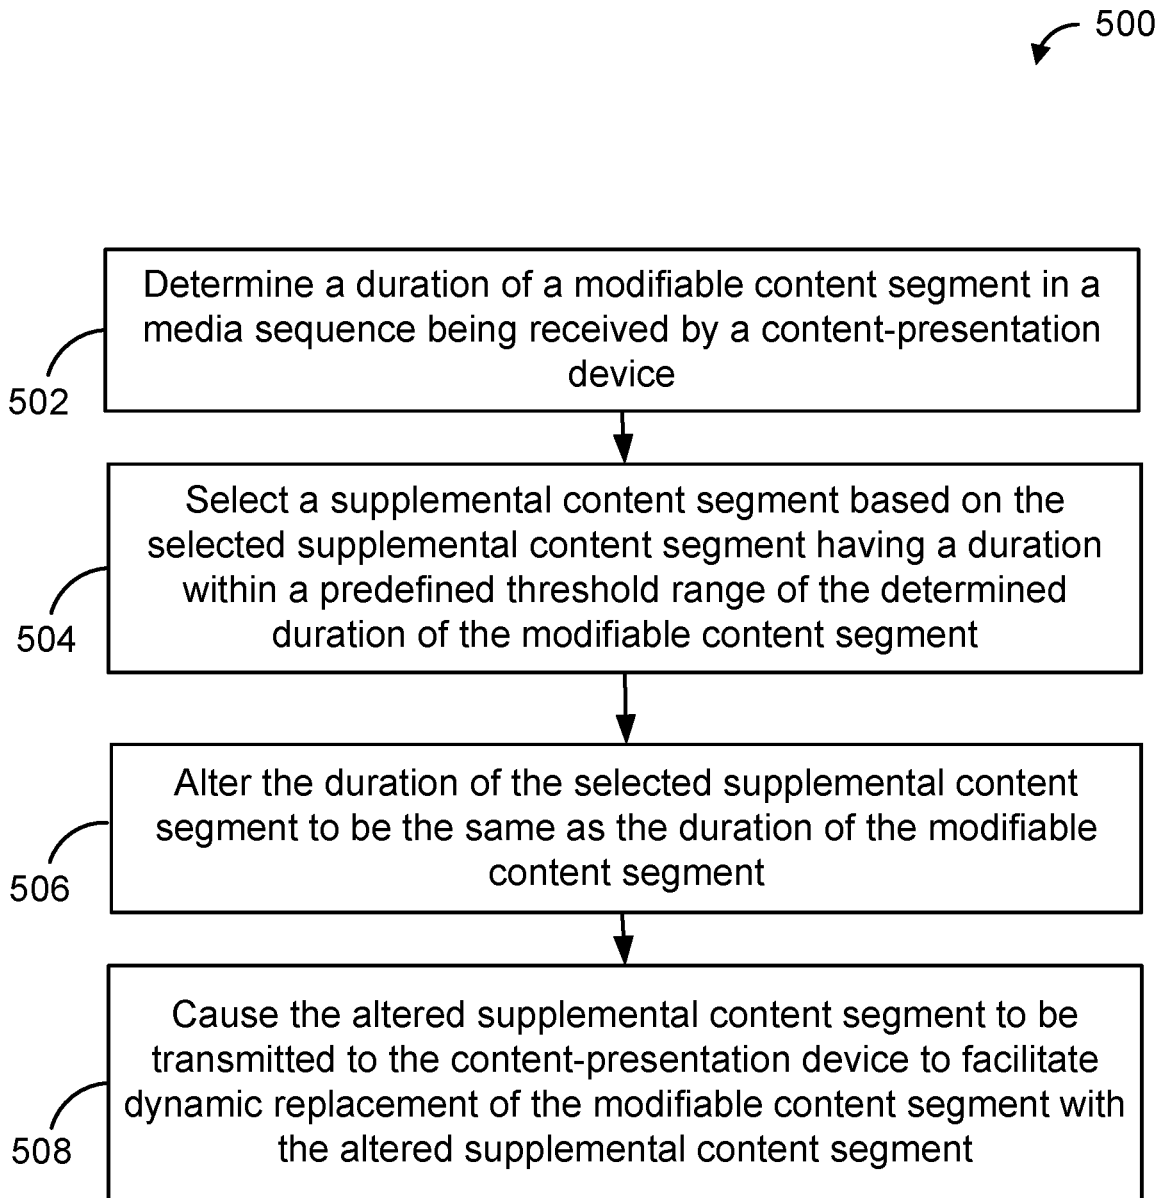 500
Determine a duration of a modifiable content segment in a
media sequence being received by a content-presentation
device
502
Select a supplemental content segment based on the
selected supplemental content segment having a duration
within a predefined threshold range of the determined
duration of the modifiable content segment
504
Alter the duration of the selected supplemental content
segment to be the same as the duration of the modifiable
content segment
506
Cause the altered supplemental content segment to be
transmitted to the content-presentation device to facilitate
dynamic replacement of the modifiable content segment with
the altered supplemental content segment
508